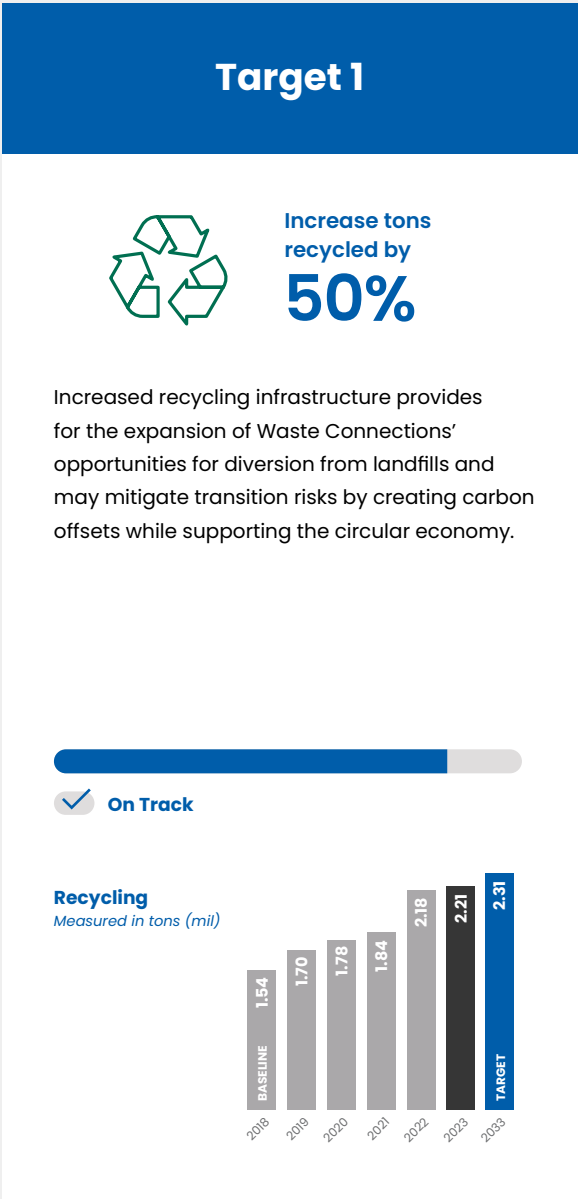 Target 1
Increase tons
recycled by
50%
Increased recycling infrastructure provides
for the expansion of Waste Connections’
opportunities for diversion from landfills and
may mitigate transition risks by creating carbon
offsets while supporting the circular economy.
On Track
Recycling
Measured in tons (mil)
1.54
1.70
1.78
1.84
2.18
2.21
2.31
BASELINE
TARGET
2018
2019
2020
2021
2022
2023
2033